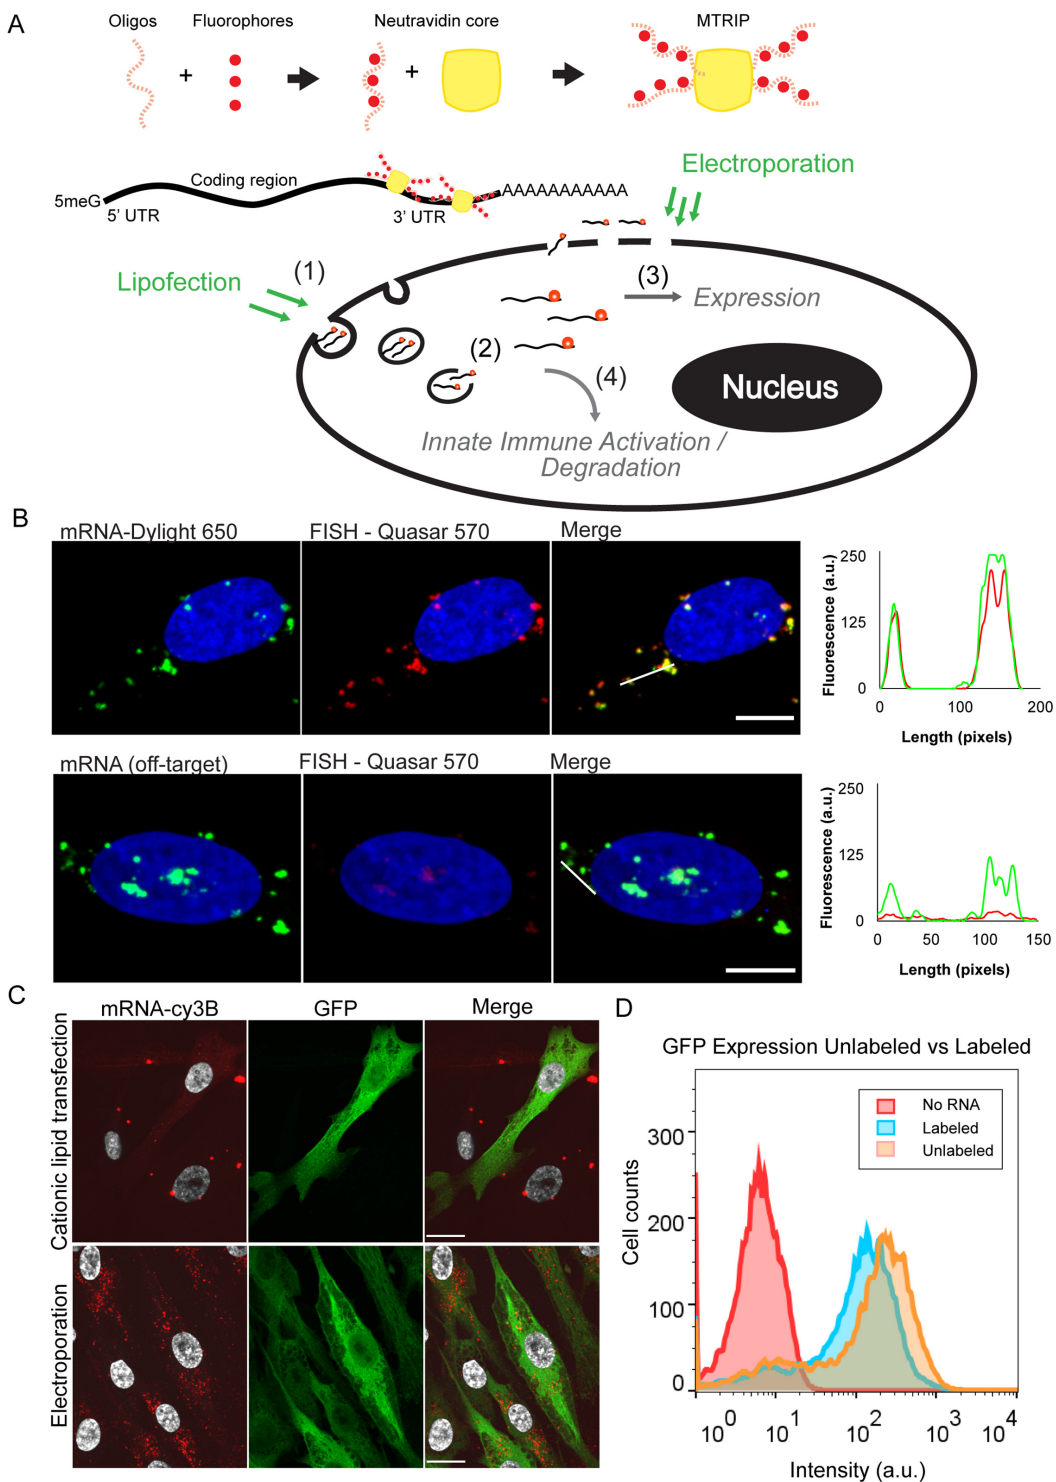 A
Oligos
Fluorophores
Neutravidin core
MTRIP
+
+
Electroporation
Coding region
5meG
5' UTR
3' UTR
AAAAAAAAAAA
Lipofection
(1)
(2)
(3)
Expression
(4)
Nucleus
Innate Immune Activation /
Degradation
B
mRNA-Dylight 650
FISH - Quasar 570
Merge
Fluorescence (a.u.)
250
125
0
0 100 200
Length (pixels)
mRNA (off-target)
FISH - Quasar 570
Merge
Fluorescence (a.u.)
250
125
0
0 50 100 150
Length (pixels)
C
mRNA-cy3B
GFP
Merge
Cationic lipid transfection
Electroporation
D
GFP Expression Unlabeled vs Labeled
No RNA
Labeled
Unlabeled
Cell counts
300
200
100
0
10^0 10^1 10^2 10^3 10^4
Intensity (a.u.)